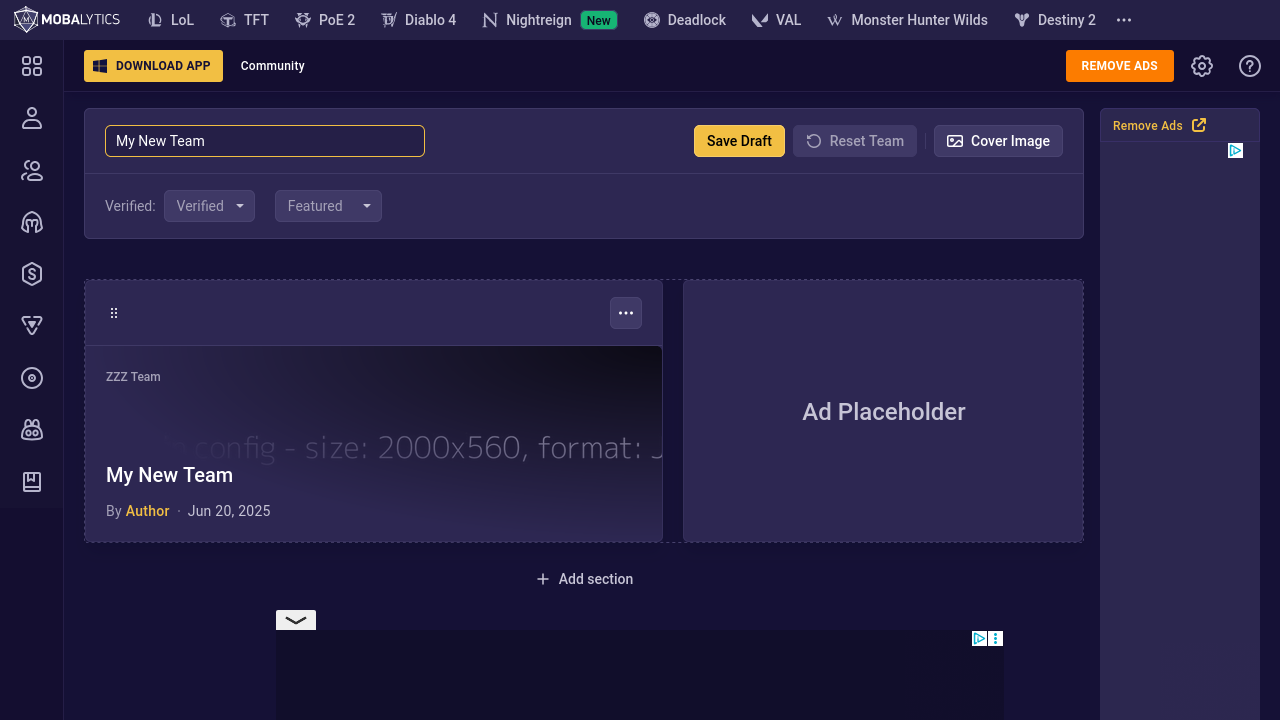 MOBALYTICS
LoL
TFT
PoE 2
Diablo 4
Nightreign
New
Deadlock
VAL
Monster Hunter Wilds
Destiny 2
DOWNLOAD APP
Community
REMOVE ADS
My New Team
Save Draft
Reset Team
Cover Image
Remove Ads
Verified:
Verified
Featured
ZZZ Team
config - size: 2000x560, format:
My New Team
By Author · Jun 20, 2025
Ad Placeholder
Add section